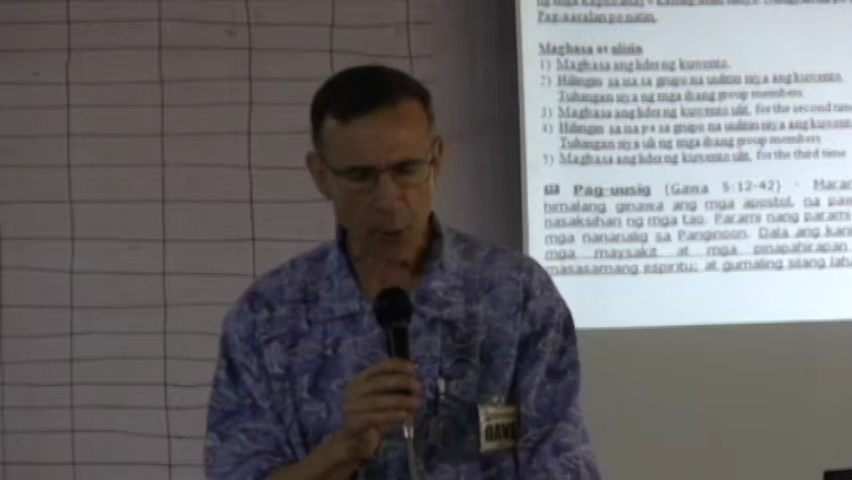 Pag-aaralan po natin.
Magbasa at ulitin
1) Magbasa ang lider ng kuwento.
2) Hilingin sa isa sa grupo na uulitin niya ang kuwento.
Tulungan siya ng mga ibang group members
3) Magbasa ang lider ng kuwento ulit, for the second time
4) Hilingin sa isa pa sa grupo na uulitin niya ang kuwento
Tulungan siya uli ng mga ibang group members
5) Magbasa ang lider ng kuwento ulit, for the third time
Pag-uusig (Gawa 5:12-42) - Maram
himalang ginawa ang mga apostol, na
nasaksihan ng mga tao. Parami nang parami
mga nananalig sa Panginoon. Dala ang
mga maysakit at mga pinapahirapan
masasamang espiritu; at gumaling silang